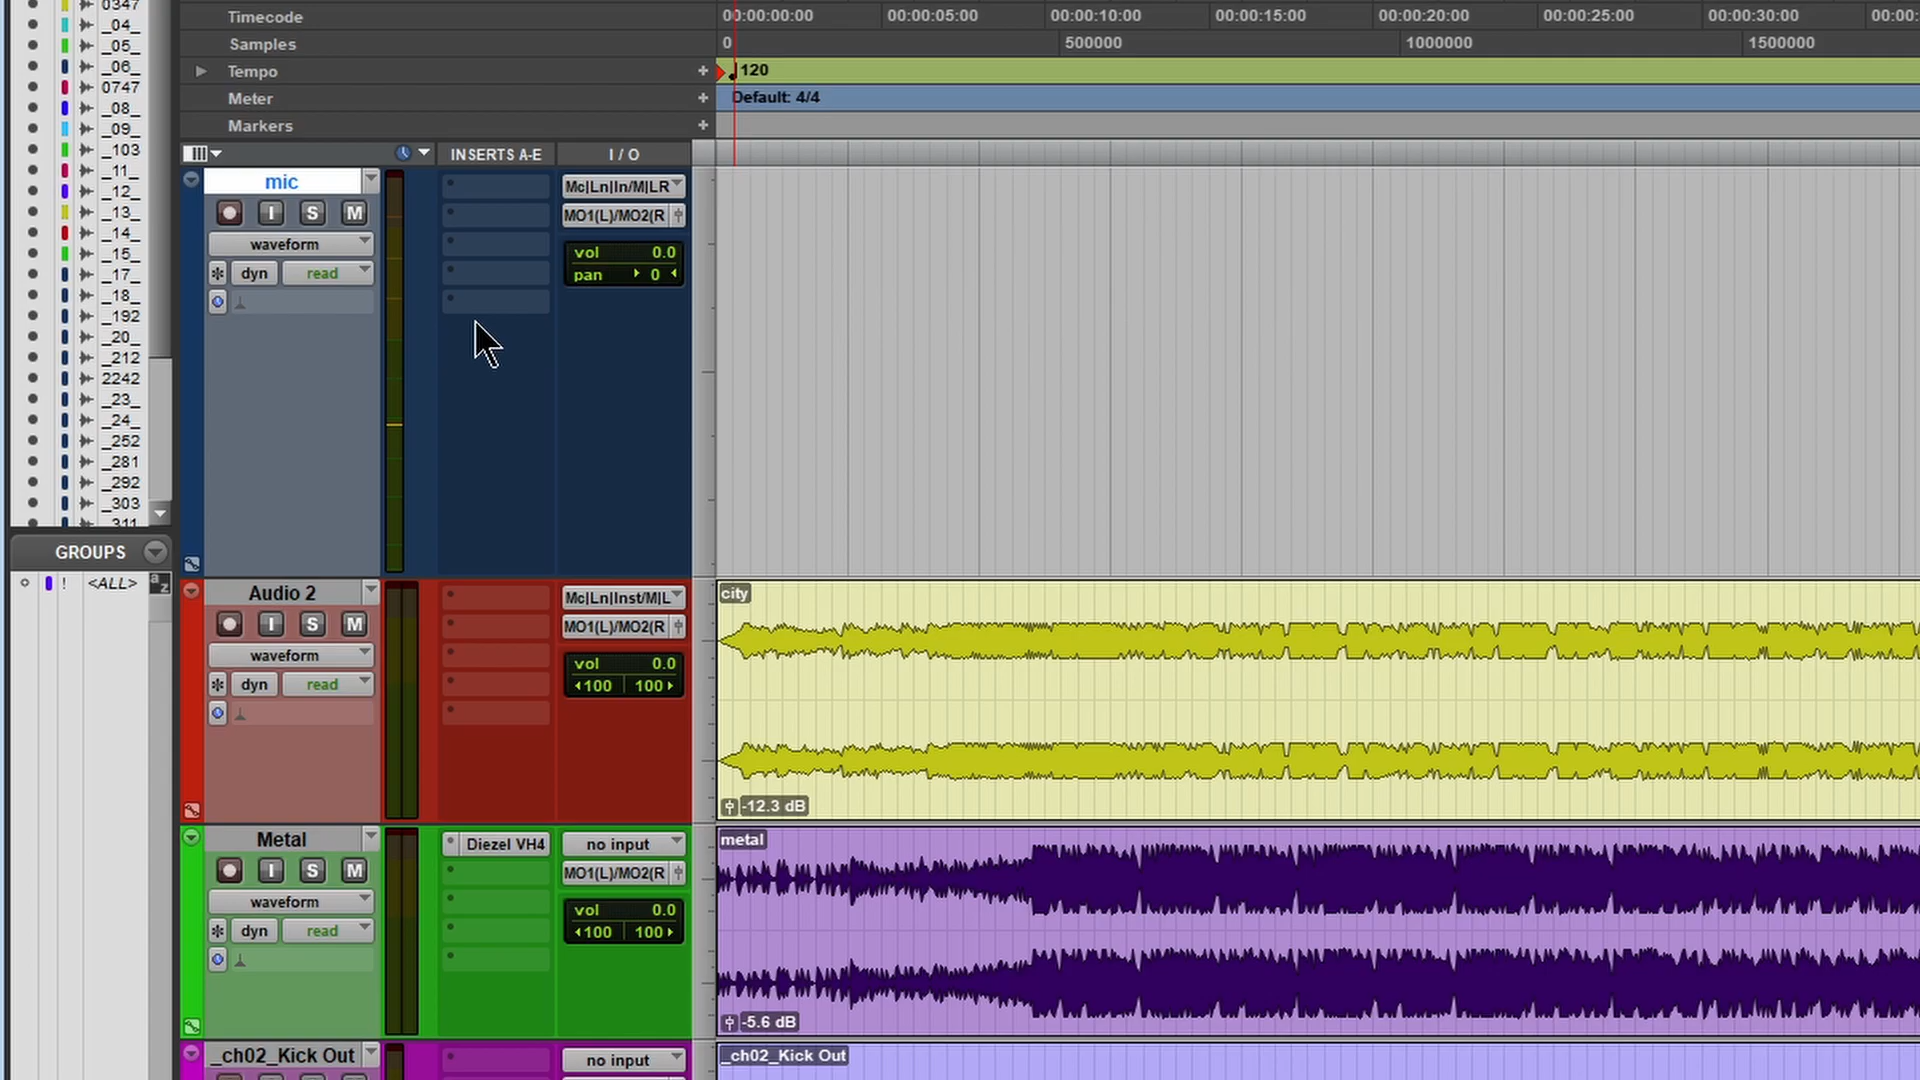 0347
_04_
_05_
_06_
0747
_08_
_09_
_103
_11_
_12_
_13_
_14_
_15_
_17_
_18_
_192
_20_
_212
2242
_23_
_24_
_252
_281
_292
_303
_311
GROUPS
! <ALL> a z
Timecode 00:00:00:00 00:00:05:00 00:00:10:00 00:00:15:00 00:00:20:00 00:00:25:00 00:00:30:00 00:00:
Samples 0 500000 1000000 1500000
Tempo + 120
Meter + Default: 4/4
Markers +
INSERTS A-E I / O
mic Mc|Ln|In/M|LR
I S M MO1(L)/MO2(R
waveform vol 0.0
dyn read pan 0
Audio 2 Mc|Ln|Inst/M|L city
I S M MO1(L)/MO2(R
waveform vol 0.0
dyn read 100 100
-12.3 dB
Metal Diezel VH4 no input metal
I S M MO1(L)/MO2(R
waveform vol 0.0
dyn read 100 100
-5.6 dB
_ch02_Kick Out no input _ch02_Kick Out